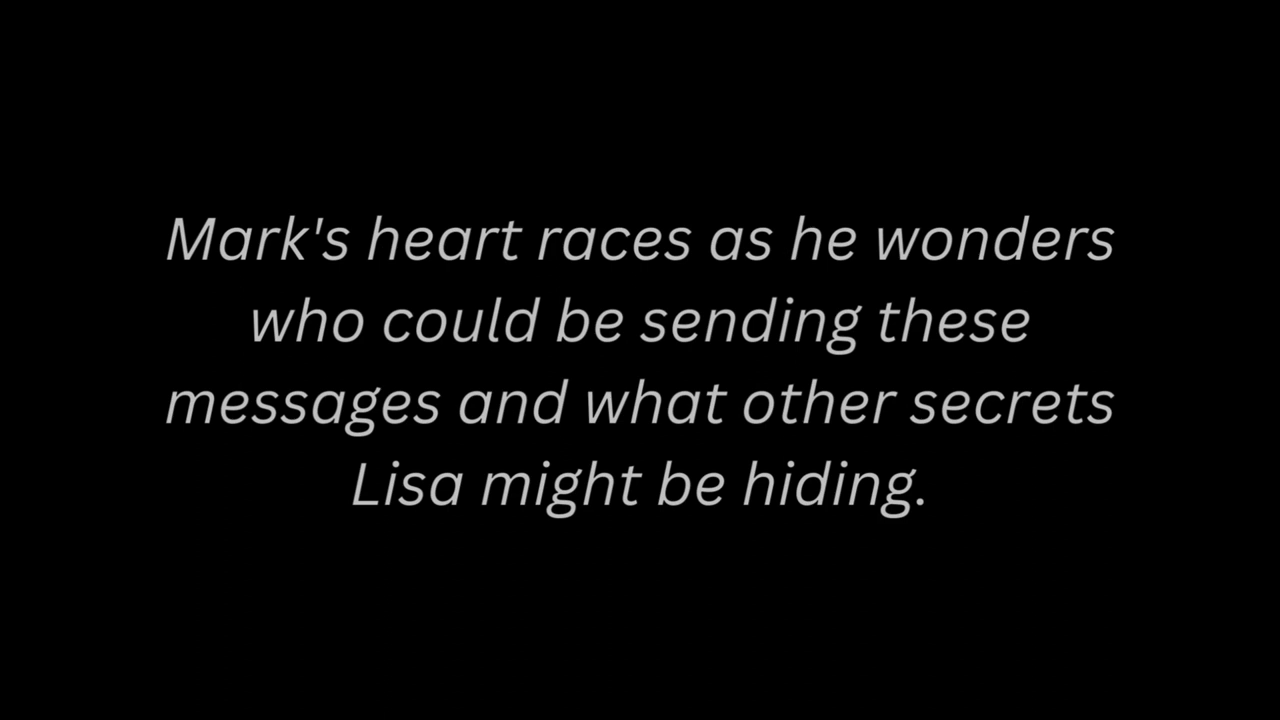 Mark's heart races as he wonders
who could be sending these
messages and what other secrets
Lisa might be hiding.